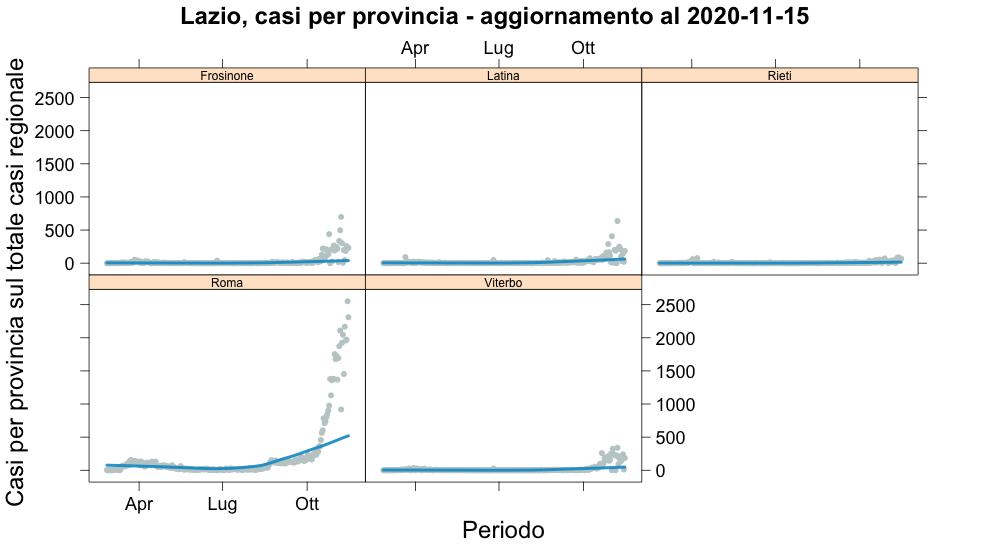 Lazio, casi per provincia - aggiornamento al 2020-11-15
Apr Lug Ott
Frosinone Latina Rieti
2500
2000
1500
1000
500
0
Casi per provincia sul totale casi regionale
Roma Viterbo
2500
2000
1500
1000
500
0
Apr Lug Ott
Periodo